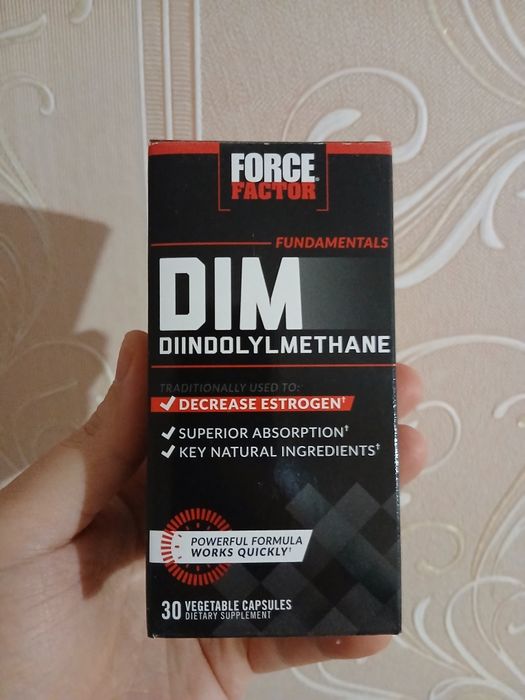 FORCE
FACTOR
FUNDAMENTALS
DIM
DIINDOLYLMETHANE
TRADITIONALLY USED TO:
DECREASE ESTROGEN†
SUPERIOR ABSORPTION†
KEY NATURAL INGREDIENTS†
POWERFUL FORMULA
WORKS QUICKLY†
30 VEGETABLE CAPSULES
DIETARY SUPPLEMENT